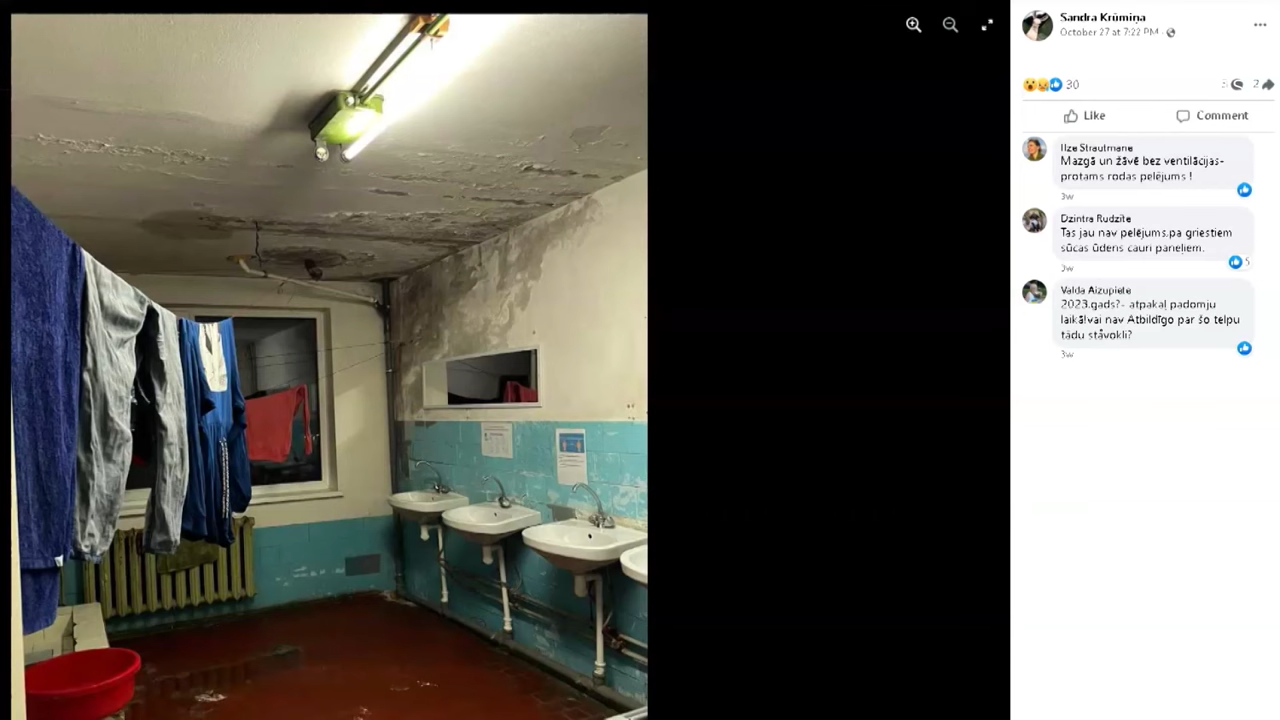 Sandra Krūmiņa
October 27 at 7:22 PM
30
2
Like
Comment
Ilze Strautmane
Mazgā un žāvē bez ventilācijas-
protams rodas pelējums !
3w
Dzintra Rudzīte
Tas jau nav pelējums.pa griestiem
sūcas ūdens cauri paneļiem.
5
3w
Valda Aizupiete
2023.gads?- atpakaļ padomju
laikā!vai nav Atbildīgo par šo telpu
tādu stāvokli?
3w